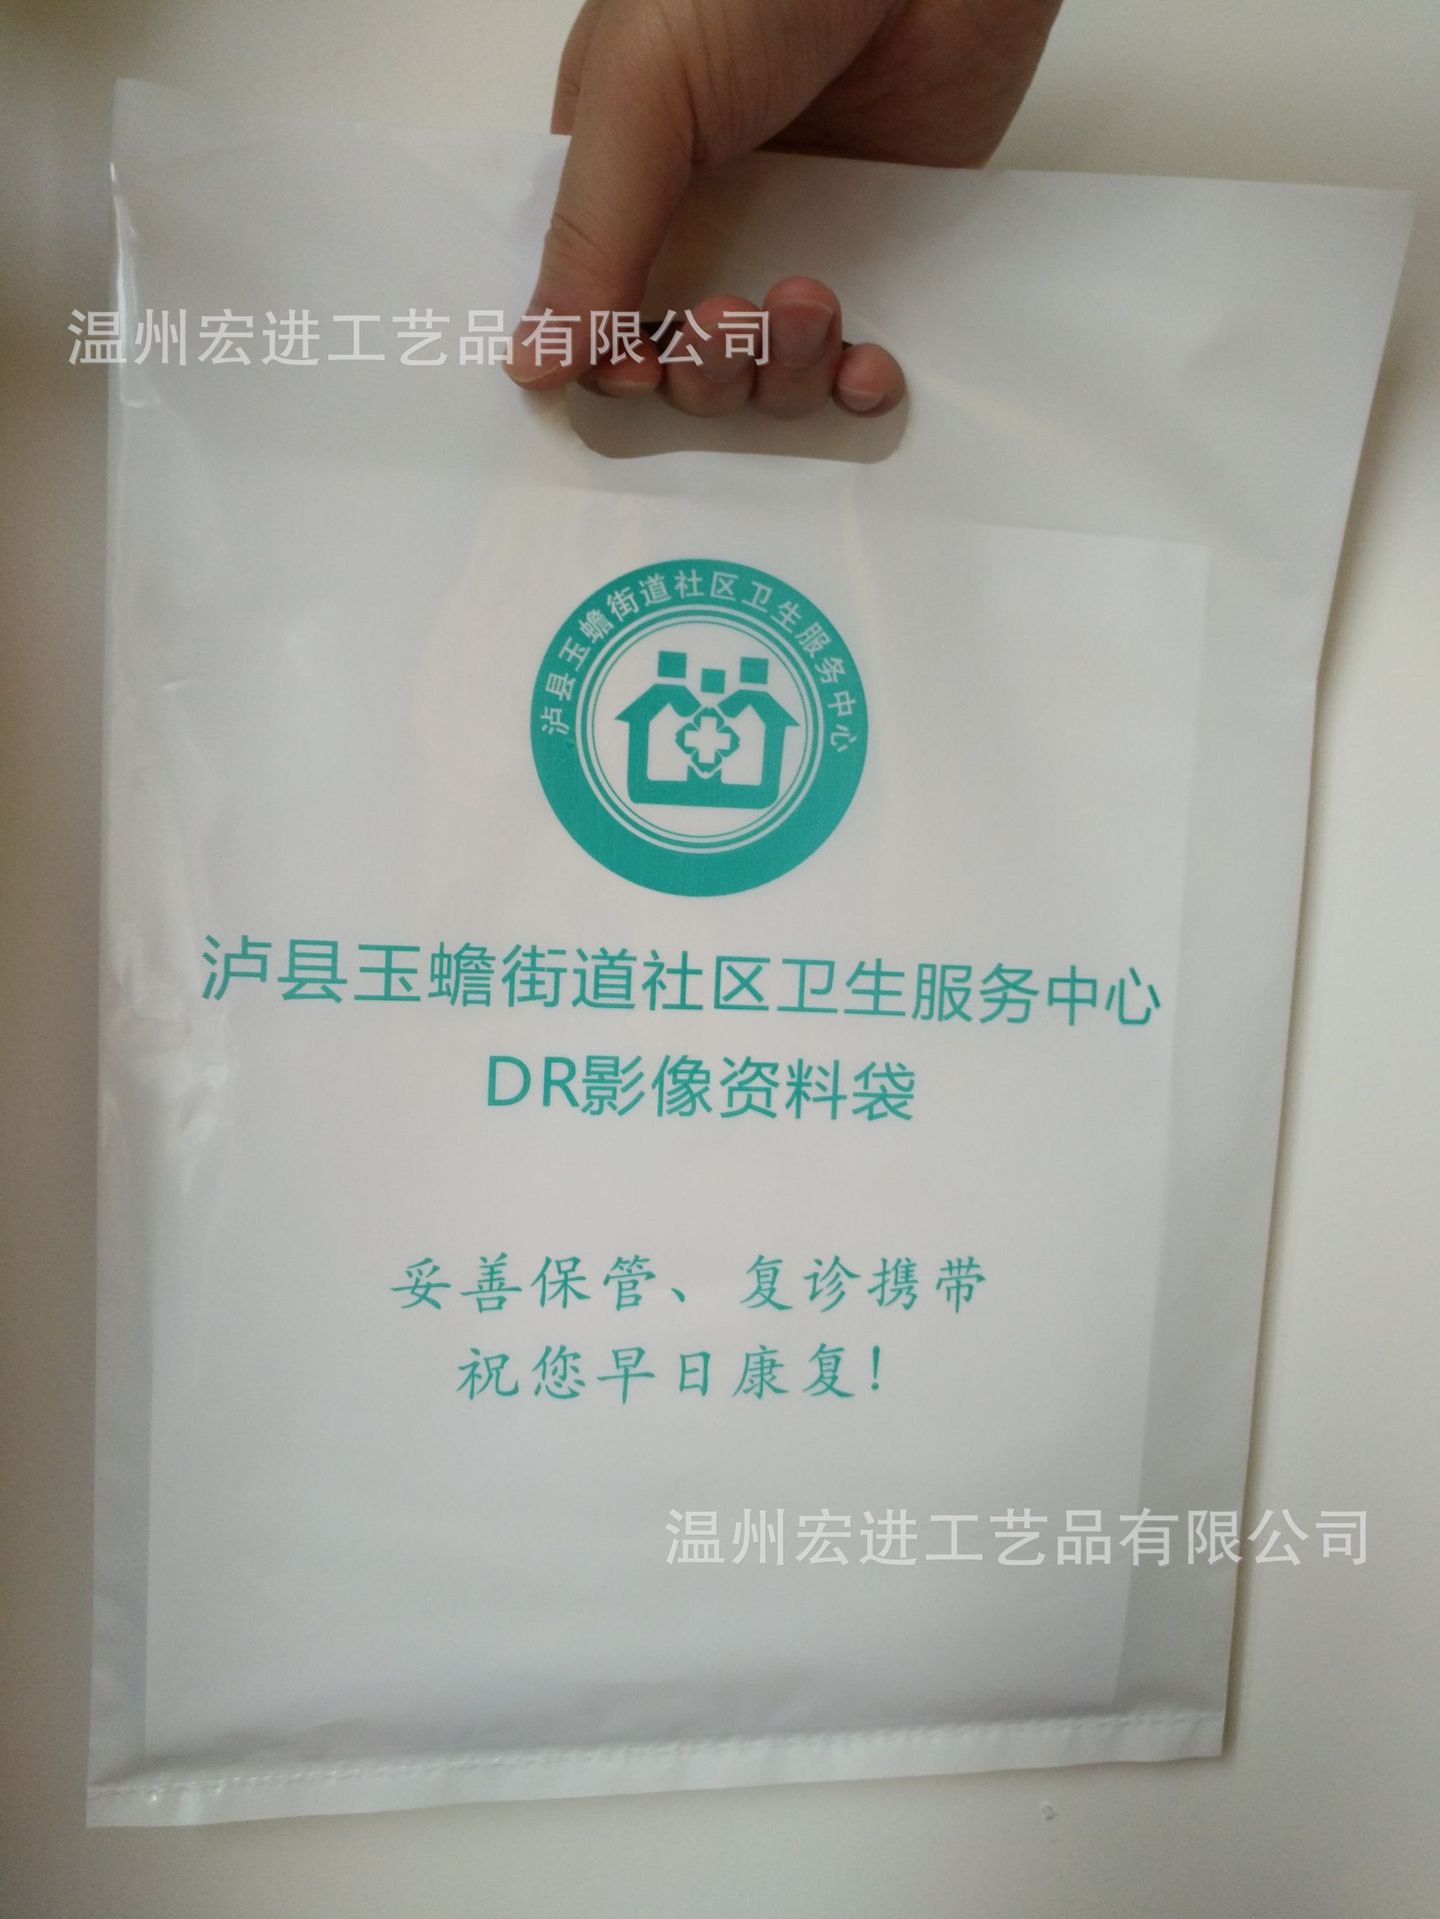 温州宏进工艺品有限公司
泸县玉蟾街道社区卫生服务中心
泸县玉蟾街道社区卫生服务中心
DR影像资料袋
妥善保管、复诊携带
祝您早日康复!
温州宏进工艺品有限公司